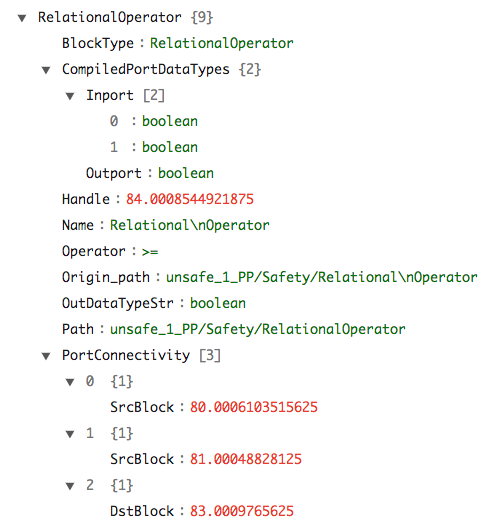 ▼ RelationalOperator {9}
BlockType : RelationalOperator
▼ CompiledPortDataTypes {2}
▼ Inport [2]
0 : boolean
1 : boolean
Outport : boolean
Handle : 84.0008544921875
Name : Relational\nOperator
Operator : >=
Origin_path : unsafe_1_PP/Safety/Relational\nOperator
OutDataTypeStr : boolean
Path : unsafe_1_PP/Safety/RelationalOperator
▼ PortConnectivity [3]
▼ 0 {1}
SrcBlock : 80.0006103515625
▼ 1 {1}
SrcBlock : 81.00048828125
▼ 2 {1}
DstBlock : 83.0009765625